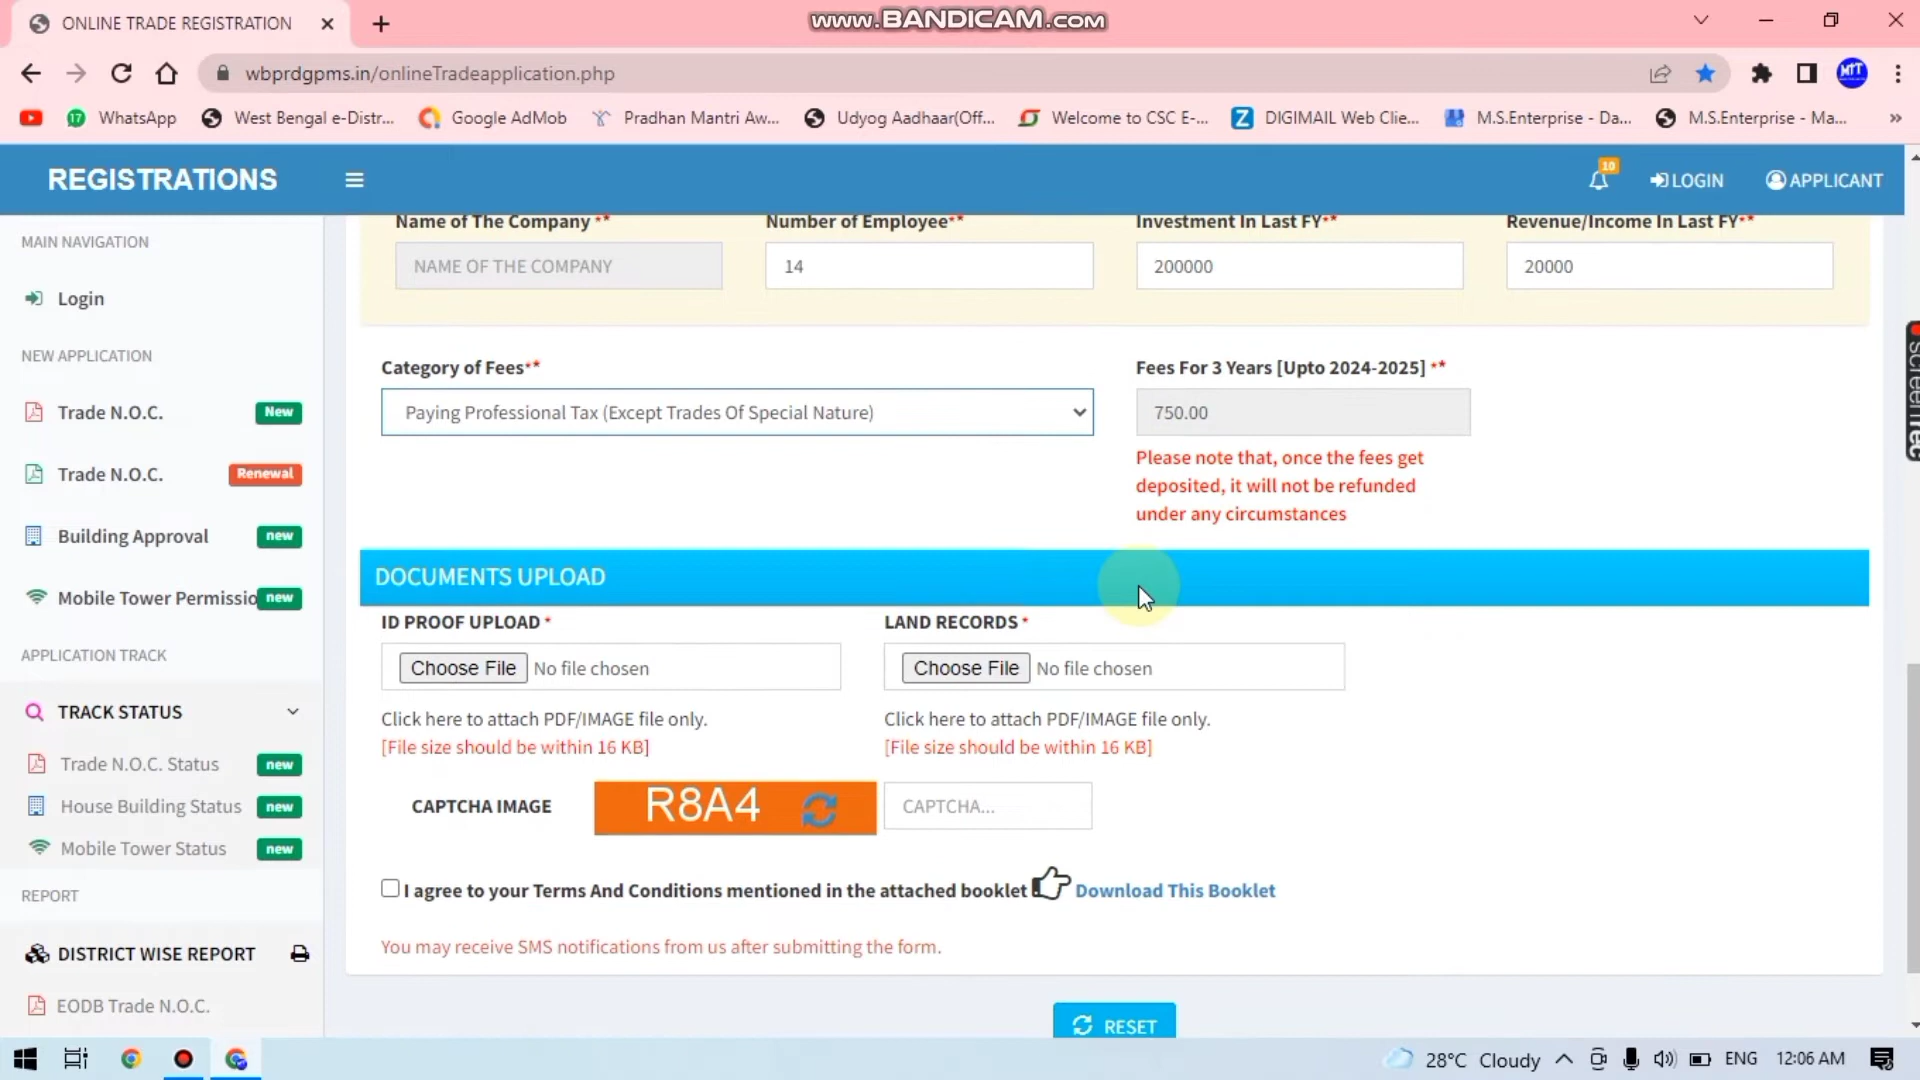 ONLINE TRADE REGISTRATION
www.BANDICAM.com
wbprdgpms.in/onlineTradeapplication.php
MTT
17 WhatsApp
West Bengal e-Distr...
Google AdMob
Pradhan Mantri Aw...
Udyog Aadhaar(Off...
Welcome to CSC E-...
Z DIGIMAIL Web Clie...
M.S.Enterprise - Da...
M.S.Enterprise - Ma...
»
REGISTRATIONS
10
LOGIN
APPLICANT
MAIN NAVIGATION
Login
NEW APPLICATION
Trade N.O.C. New
Trade N.O.C. Renewal
Building Approval new
Mobile Tower Permissio new
APPLICATION TRACK
TRACK STATUS
Trade N.O.C. Status new
House Building Status new
Mobile Tower Status new
REPORT
DISTRICT WISE REPORT
EODB Trade N.O.C.
Name of The Company ** Number of Employee** Investment In Last FY** Revenue/Income In Last FY**
NAME OF THE COMPANY 14 200000 20000
Category of Fees** Fees For 3 Years [Upto 2024-2025] **
Paying Professional Tax (Except Trades Of Special Nature) 750.00
Please note that, once the fees get
deposited, it will not be refunded
under any circumstances
DOCUMENTS UPLOAD
ID PROOF UPLOAD * LAND RECORDS *
Choose File No file chosen Choose File No file chosen
Click here to attach PDF/IMAGE file only. Click here to attach PDF/IMAGE file only.
[File size should be within 16 KB] [File size should be within 16 KB]
CAPTCHA IMAGE R8A4 CAPTCHA...
I agree to your Terms And Conditions mentioned in the attached booklet Download This Booklet
You may receive SMS notifications from us after submitting the form.
RESET
screenrec
28°C Cloudy ENG 12:06 AM